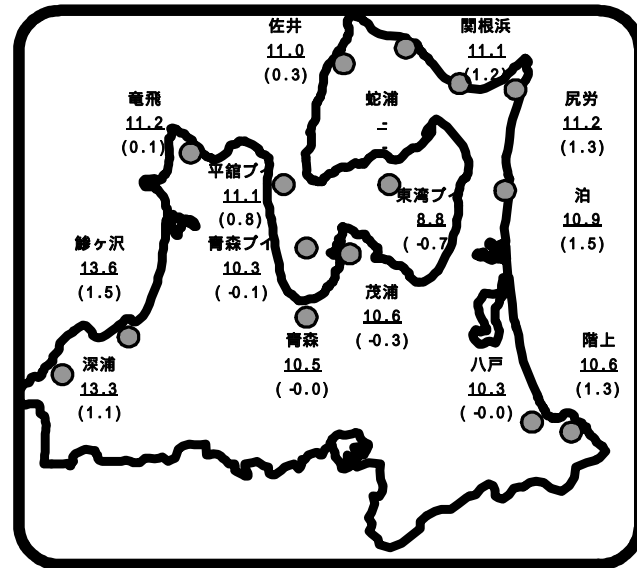 佐井
11.0
(0.3)
関根浜
11.1
(1.2)
竜飛
11.2
(0.1)
蛇浦
-
-
尻労
11.2
(1.3)
平舘ブイ
11.1
(0.8)
東湾ブイ
8.8
( -0.7
泊
10.9
(1.5)
鰺ヶ沢
13.6
(1.5)
青森ブイ
10.3
( -0.1)
茂浦
10.6
( -0.3)
青森
10.5
( -0.0)
深浦
13.3
(1.1)
八戸
10.3
( -0.0)
階上
10.6
(1.3)